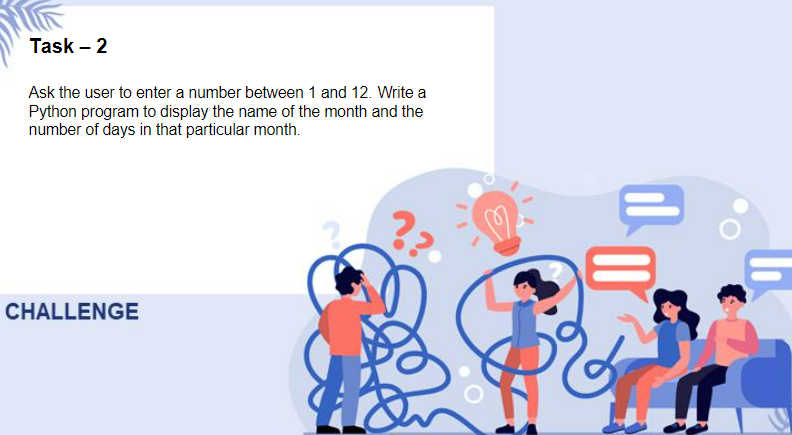 Task – 2
Ask the user to enter a number between 1 and 12. Write a
Python program to display the name of the month and the
number of days in that particular month.
CHALLENGE